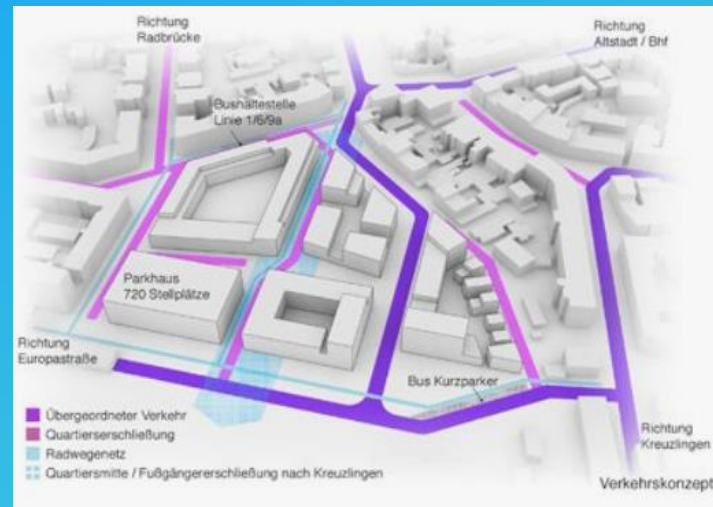 Richtung
Radbrücke
Richtung
Altstadt / Bhf
Bushaltestelle
Linie 1/6/9a
Parkhaus
720 Stellplätze
Richtung
Europastraße
Bus Kurzparker
Übergeordneter Verkehr
Quartierserschließung
Radwegenetz
Quartiersmitte / Fußgängererschließung nach Kreuzlingen
Richtung
Kreuzlingen
Verkehrskonzept